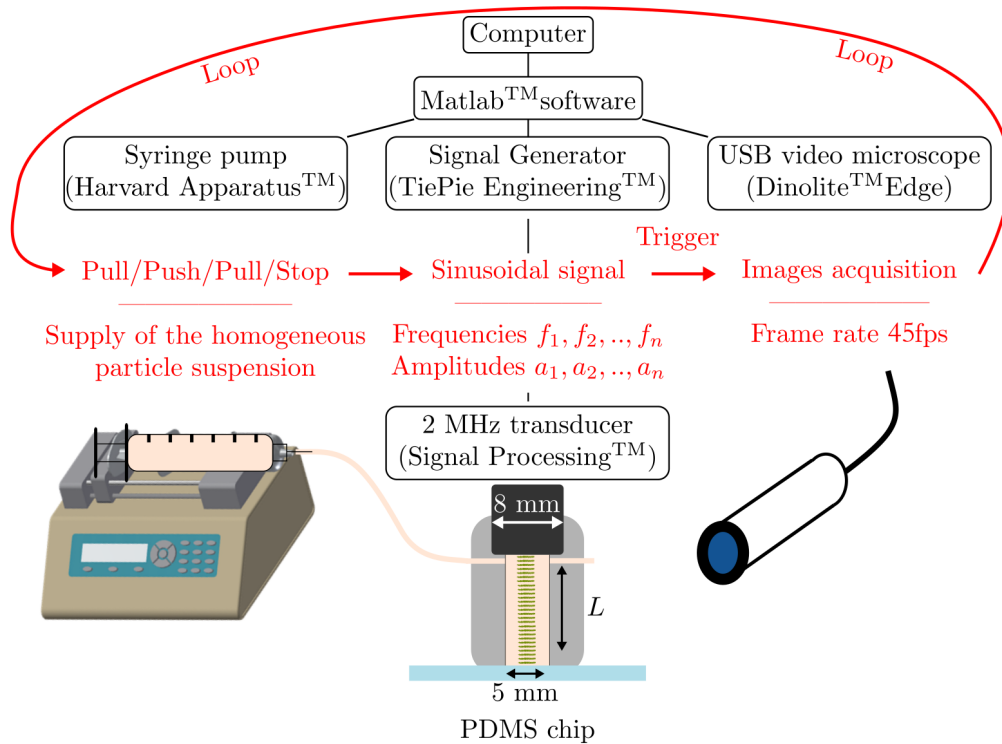 Computer
Loop
Loop
Matlab™software
Syringe pump
(Harvard Apparatus™)
Signal Generator
(TiePie Engineering™)
USB video microscope
(Dinolite™Edge)
Trigger
Pull/Push/Pull/Stop
Sinusoidal signal
Images acquisition
Supply of the homogeneous
particle suspension
Frequencies f₁, f₂, .., fₙ
Amplitudes a₁, a₂, .., aₙ
Frame rate 45fps
2 MHz transducer
(Signal Processing™)
8 mm
L
5 mm
PDMS chip